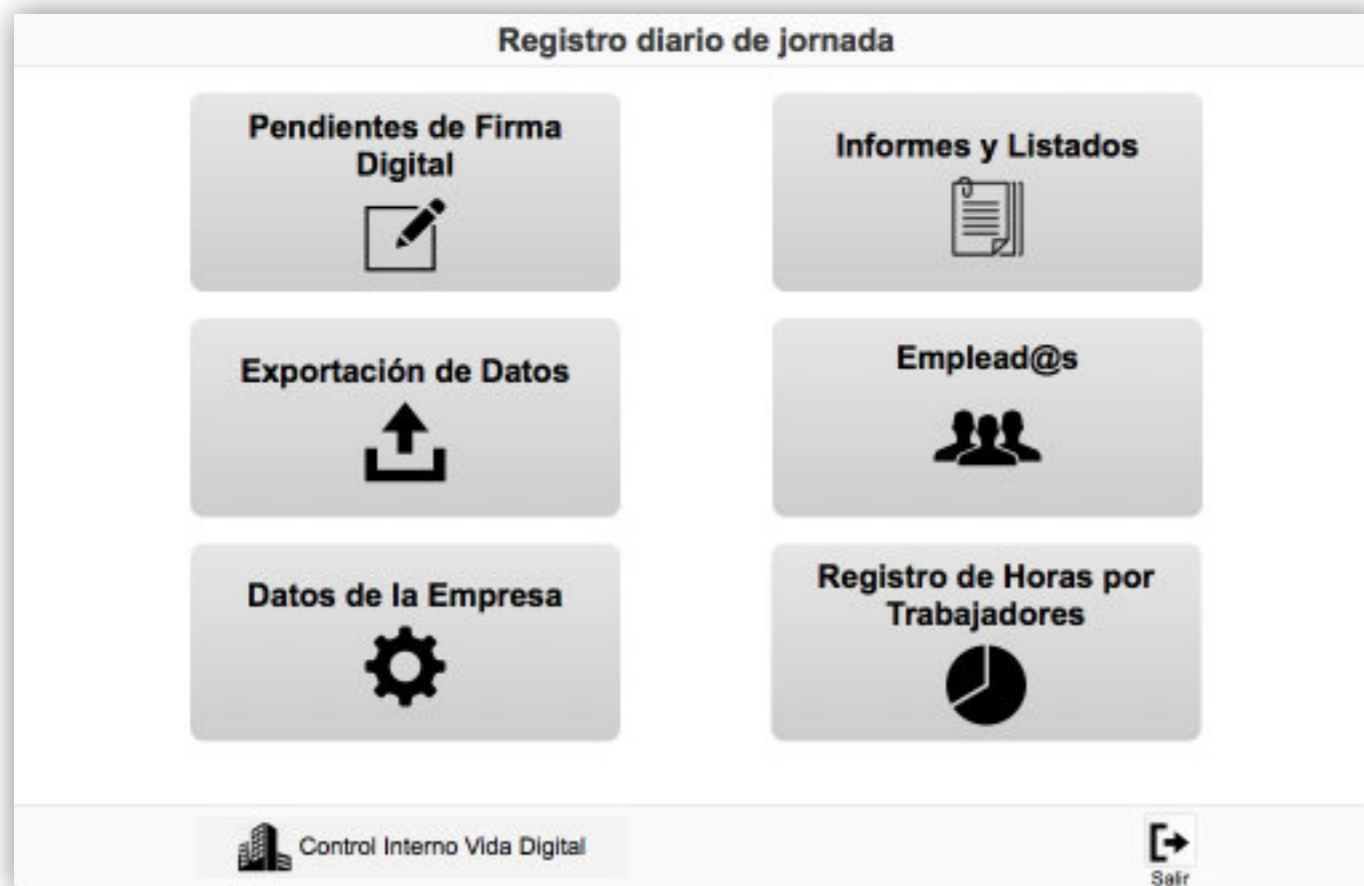 Registro diario de jornada
Pendientes de Firma
Digital
Informes y Listados
Exportación de Datos
Emplead@s
Datos de la Empresa
Registro de Horas por
Trabajadores
Control Interno Vida Digital
Salir